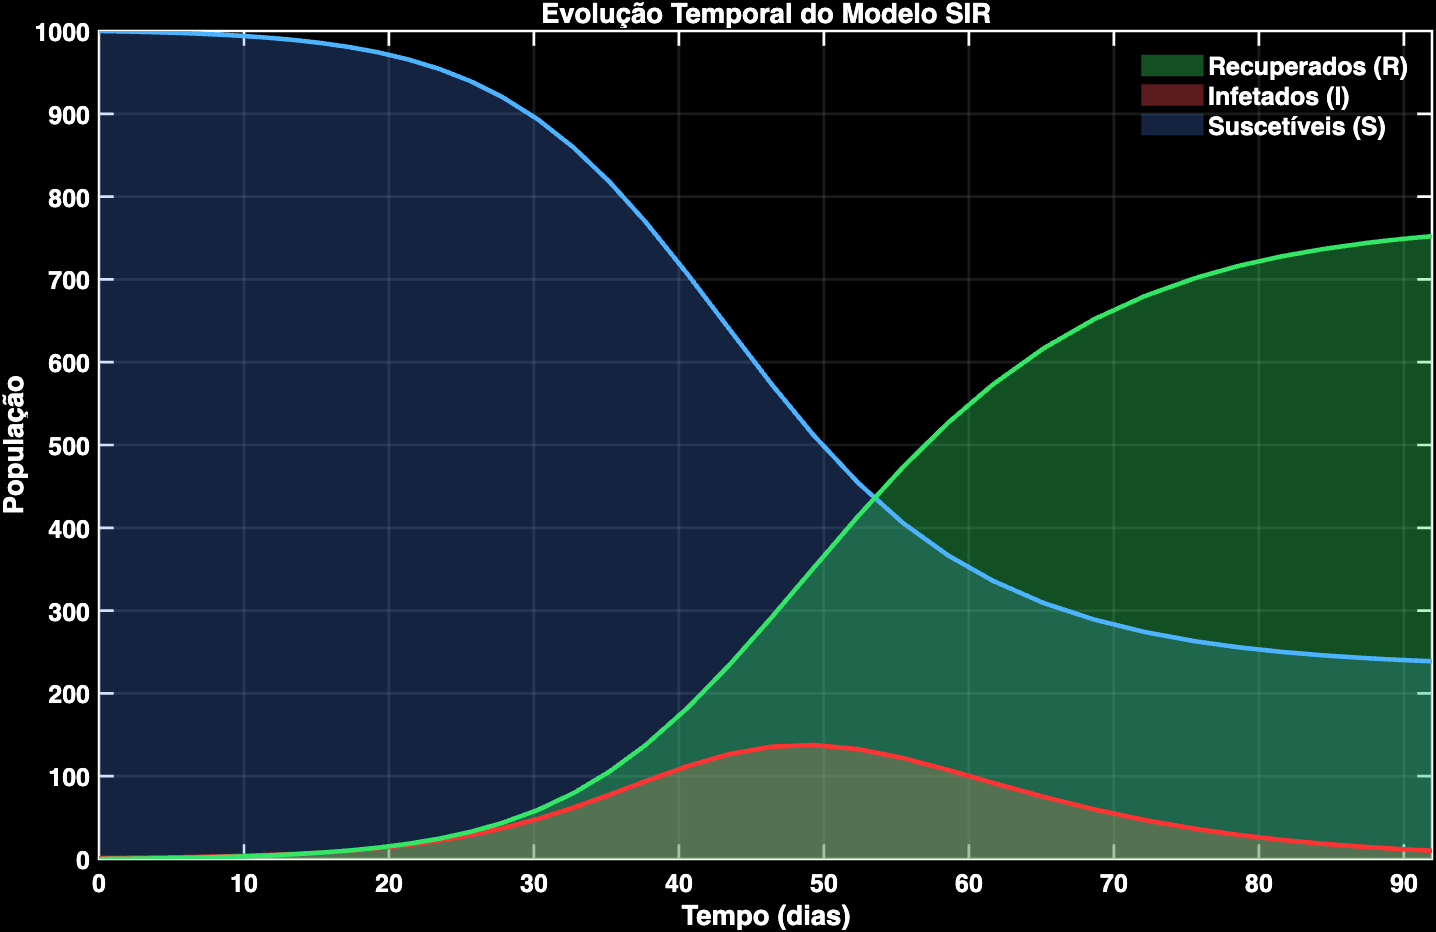 Evolução Temporal do Modelo SIR
Recuperados (R)
Infetados (I)
Suscetíveis (S)
População
1000
900
800
700
600
500
400
300
200
100
0
0 10 20 30 40 50 60 70 80 90
Tempo (dias)